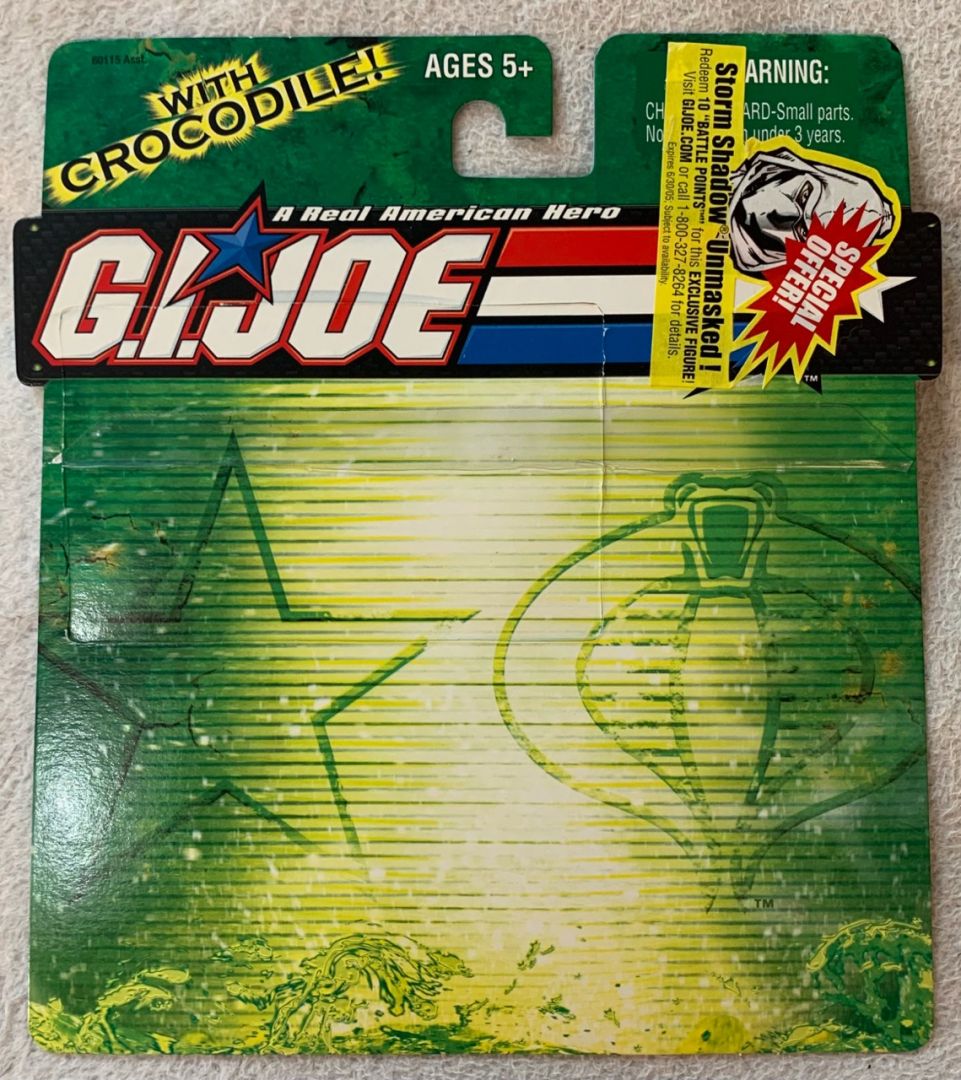 60115 Asst.
WITH
CROCODILE!
AGES 5+
ARNING:
CH ARD-Small parts.
No under 3 years.
A Real American Hero
G.I.JOE
TM
Storm Shadow® Unmasked!
Redeem 10 "BATTLE POINTS" for this EXCLUSIVE FIGURE!
Visit GIJOE.COM or call 1-800-327-8264 for details.
Expires 6/30/05. Subject to availability.
SPECIAL
OFFER!
TM